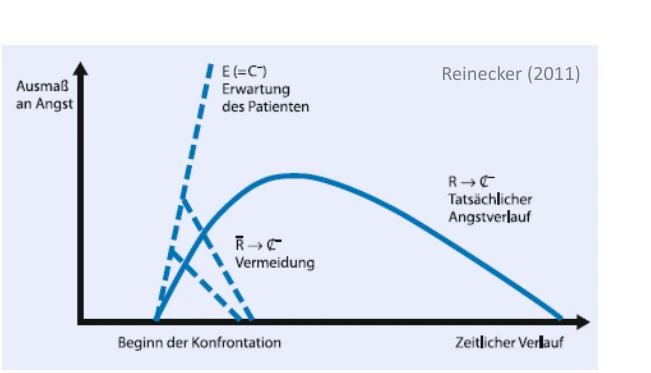 Reinecker (2011)
Ausmaß
an Angst
E (=C⁻)
Erwartung
des Patienten
R → ₵⁻
Tatsächlicher
Angstverlauf
R̅ → ₵⁻
Vermeidung
Beginn der Konfrontation
Zeitlicher Verlauf